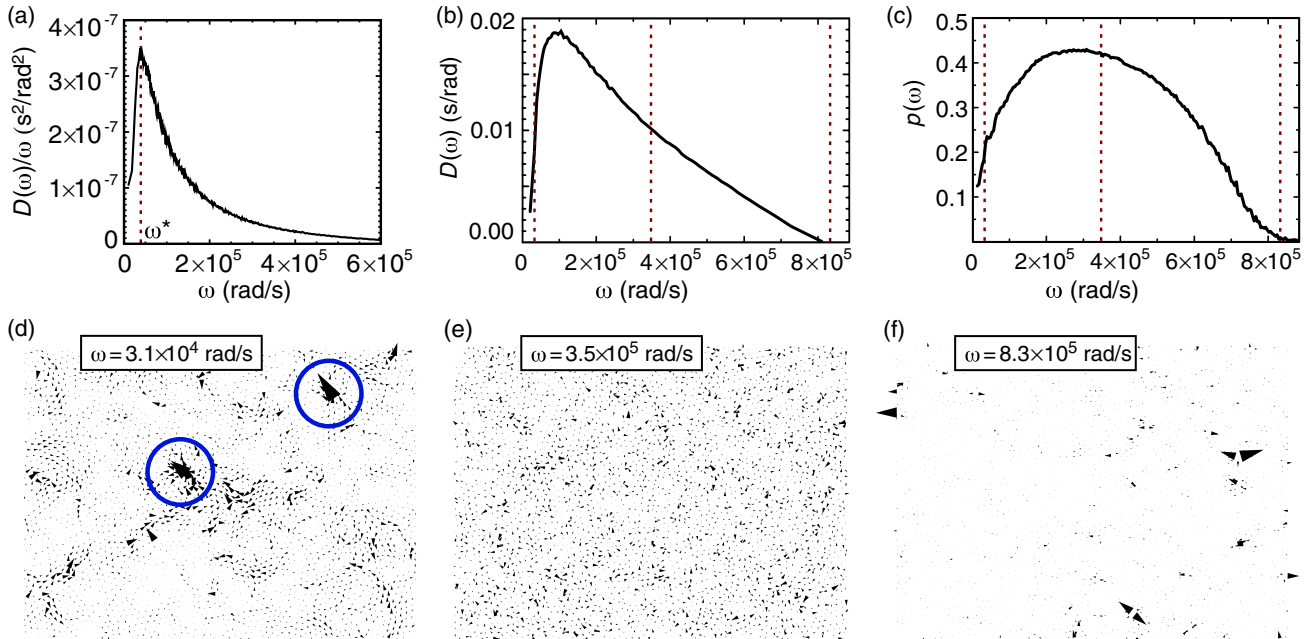 (a)
4×10⁻⁷
3×10⁻⁷
2×10⁻⁷
1×10⁻⁷
0
D(ω)/ω (s²/rad²)
ω*
0 2×10⁵ 4×10⁵ 6×10⁵
ω (rad/s)
(b)
0.02
0.01
0.00
D(ω) (s/rad)
0 2×10⁵ 4×10⁵ 6×10⁵ 8×10⁵
ω (rad/s)
(c)
0.5
0.4
0.3
0.2
0.1
p(ω)
0 2×10⁵ 4×10⁵ 6×10⁵ 8×10⁵
ω (rad/s)
(d)
ω = 3.1×10⁴ rad/s
(e)
ω = 3.5×10⁵ rad/s
(f)
ω = 8.3×10⁵ rad/s